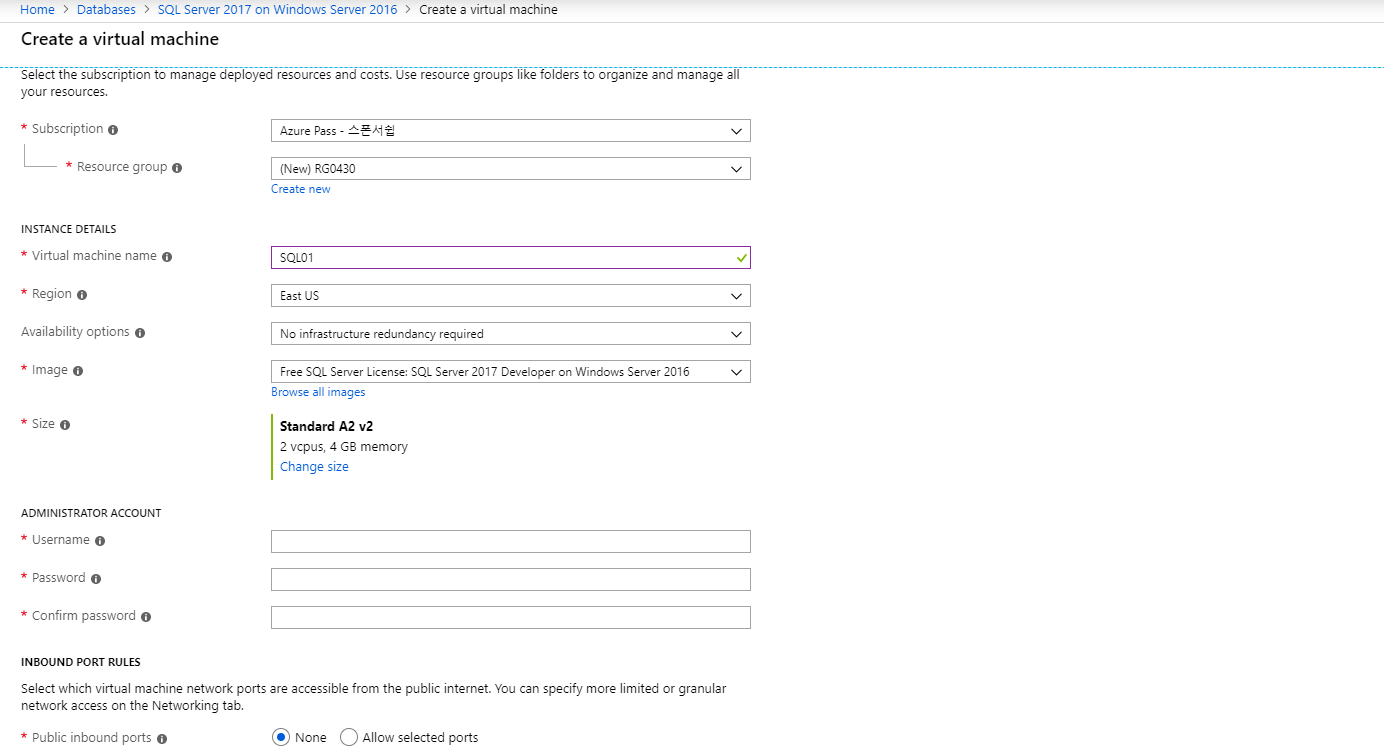 Home > Databases > SQL Server 2017 on Windows Server 2016 > Create a virtual machine
Create a virtual machine
Select the subscription to manage deployed resources and costs. Use resource groups like folders to organize and manage all
your resources.
* Subscription
Azure Pass - 스폰서쉽
* Resource group
(New) RG0430
Create new
INSTANCE DETAILS
* Virtual machine name
SQL01
* Region
East US
Availability options
No infrastructure redundancy required
* Image
Free SQL Server License: SQL Server 2017 Developer on Windows Server 2016
Browse all images
* Size
Standard A2 v2
2 vcpus, 4 GB memory
Change size
ADMINISTRATOR ACCOUNT
* Username
* Password
* Confirm password
INBOUND PORT RULES
Select which virtual machine network ports are accessible from the public internet. You can specify more limited or granular
network access on the Networking tab.
* Public inbound ports
None
Allow selected ports